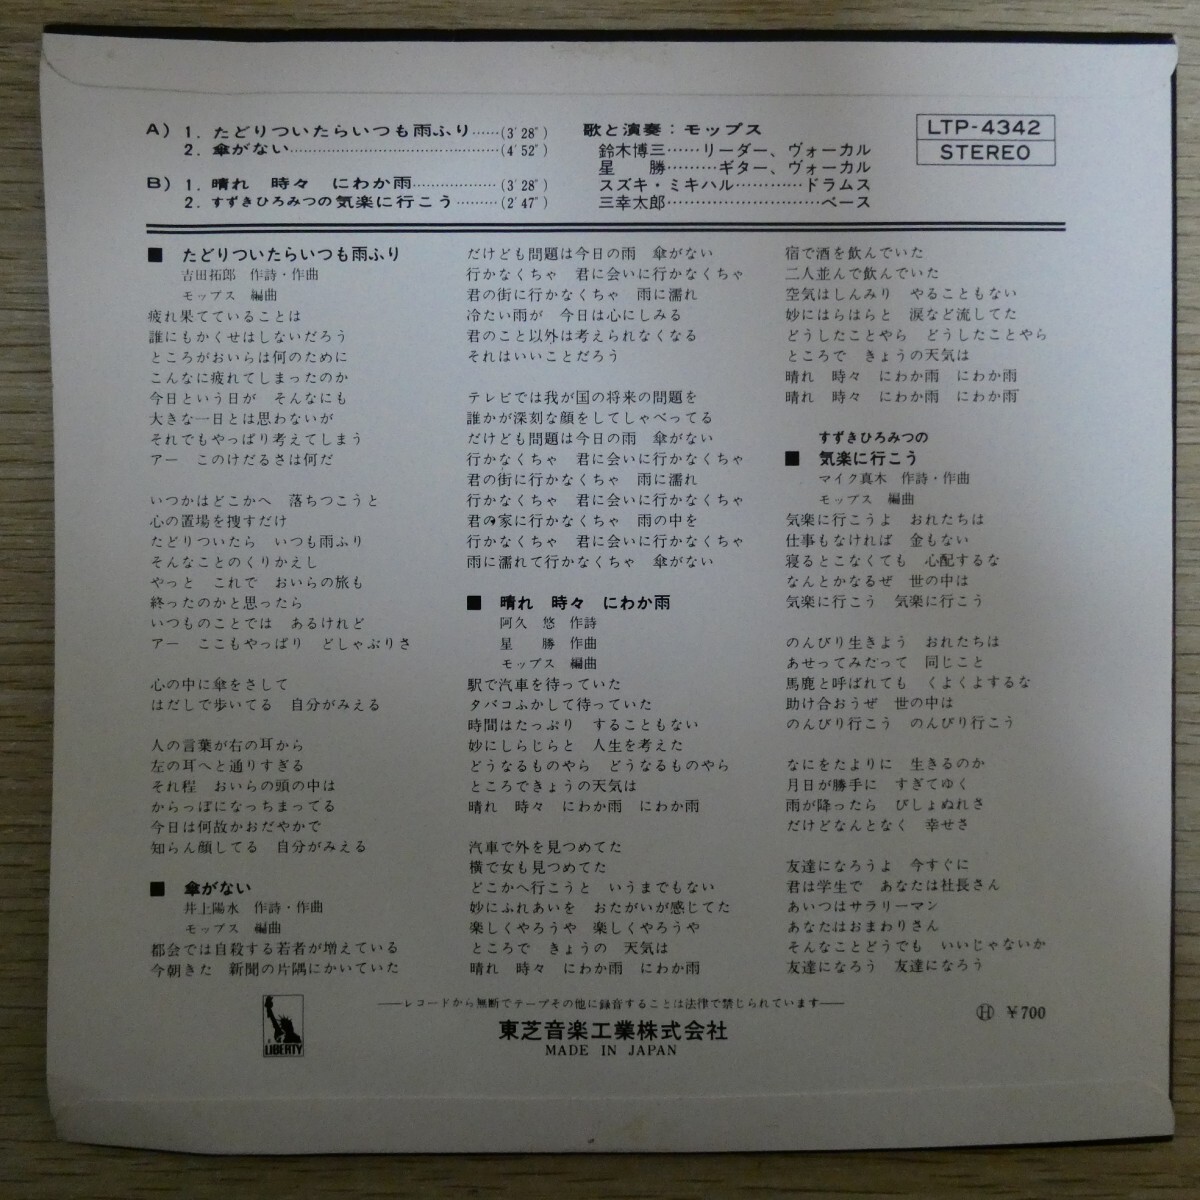 A) 1. たどりついたらいつも雨ふり……(3′28″)
2. 傘がない……………………………………(4′52″)
B) 1. 晴れ 時々 にわか雨………………(3′28″)
2. すずきひろみつの気楽に行こう………(2′47″)
歌と演奏: モップス
鈴木博三……リーダー、ヴォーカル
星 勝………ギター、ヴォーカル
スズキ・ミキハル…………ドラムス
三幸太郎………………………ベース
LTP-4342
STEREO
■ たどりついたらいつも雨ふり
吉田拓郎 作詩・作曲
モップス 編曲
疲れ果てていることは
誰にもかくせはしないだろう
ところがおいらは何のために
こんなに疲れてしまったのか
今日という日が そんなにも
大きな一日とは思わないが
それでもやっぱり考えてしまう
アー このけだるさは何だ
いつかはどこかへ 落ちつこうと
心の置場を捜すだけ
たどりついたら いつも雨ふり
そんなことのくりかえし
やっと これで おいらの旅も
終ったのかと思ったら
いつものことでは あるけれど
アー ここもやっぱり どしゃぶりさ
心の中に傘をさして
はだしで歩いてる 自分がみえる
人の言葉が右の耳から
左の耳へと通りすぎる
それ程 おいらの頭の中は
からっぽになっちまってる
今日は何故かおだやかで
知らん顔してる 自分がみえる
■ 傘がない
井上陽水 作詩・作曲
モップス 編曲
都会では自殺する若者が増えている
今朝きた 新聞の片隅にかいていた
だけども問題は今日の雨 傘がない
行かなくちゃ 君に会いに行かなくちゃ
君の街に行かなくちゃ 雨に濡れ
冷たい雨が 今日は心にしみる
君のこと以外は考えられなくなる
それはいいことだろう
テレビでは我が国の将来の問題を
誰かが深刻な顔をしてしゃべってる
だけども問題は今日の雨 傘がない
行かなくちゃ 君に会いに行かなくちゃ
君の街に行かなくちゃ 雨に濡れ
行かなくちゃ 君に会いに行かなくちゃ
君の家に行かなくちゃ 雨の中を
行かなくちゃ 君に会いに行かなくちゃ
雨に濡れて行かなくちゃ 傘がない
■ 晴れ 時々 にわか雨
阿久 悠 作詩
星 勝 作曲
モップス 編曲
駅で汽車を待っていた
タバコふかして待っていた
時間はたっぷり することもない
妙にしらじらと 人生を考えた
どうなるものやら どうなるものやら
ところできょうの天気は
晴れ 時々 にわか雨 にわか雨
汽車で外を見つめてた
横で女も見つめてた
どこかへ行こうと いうまでもない
妙にふれあいを おたがいが感じてた
楽しくやろうや 楽しくやろうや
ところで きょうの 天気は
晴れ 時々 にわか雨 にわか雨
宿で酒を飲んでいた
二人並んで飲んでいた
空気はしんみり やることもない
妙にはらはらと 涙など流してた
どうしたことやら どうしたことやら
ところで きょうの天気は
晴れ 時々 にわか雨 にわか雨
晴れ 時々 にわか雨 にわか雨
すずきひろみつの
■ 気楽に行こう
マイク真木 作詩・作曲
モップス 編曲
気楽に行こうよ おれたちは
仕事もなければ 金もない
寝るとこなくても 心配するな
なんとかなるぜ 世の中は
気楽に行こう 気楽に行こう
のんびり生きよう おれたちは
あせってみだって 同じこと
馬鹿と呼ばれても くよくよするな
助け合おうぜ 世の中は
のんびり行こう のんびり行こう
なにをたよりに 生きるのか
月日が勝手に すぎてゆく
雨が降ったら びしょぬれさ
だけどなんとなく 幸せさ
友達になろうよ 今すぐに
君は学生で あなたは社長さん
あいつはサラリーマン
あなたはおまわりさん
そんなことどうでも いいじゃないか
友達になろう 友達になろう
LIBERTY
──レコードから無断でテープその他に録音することは法律で禁じられています──
東芝音楽工業株式会社
MADE IN JAPAN
Ⓗ ¥700